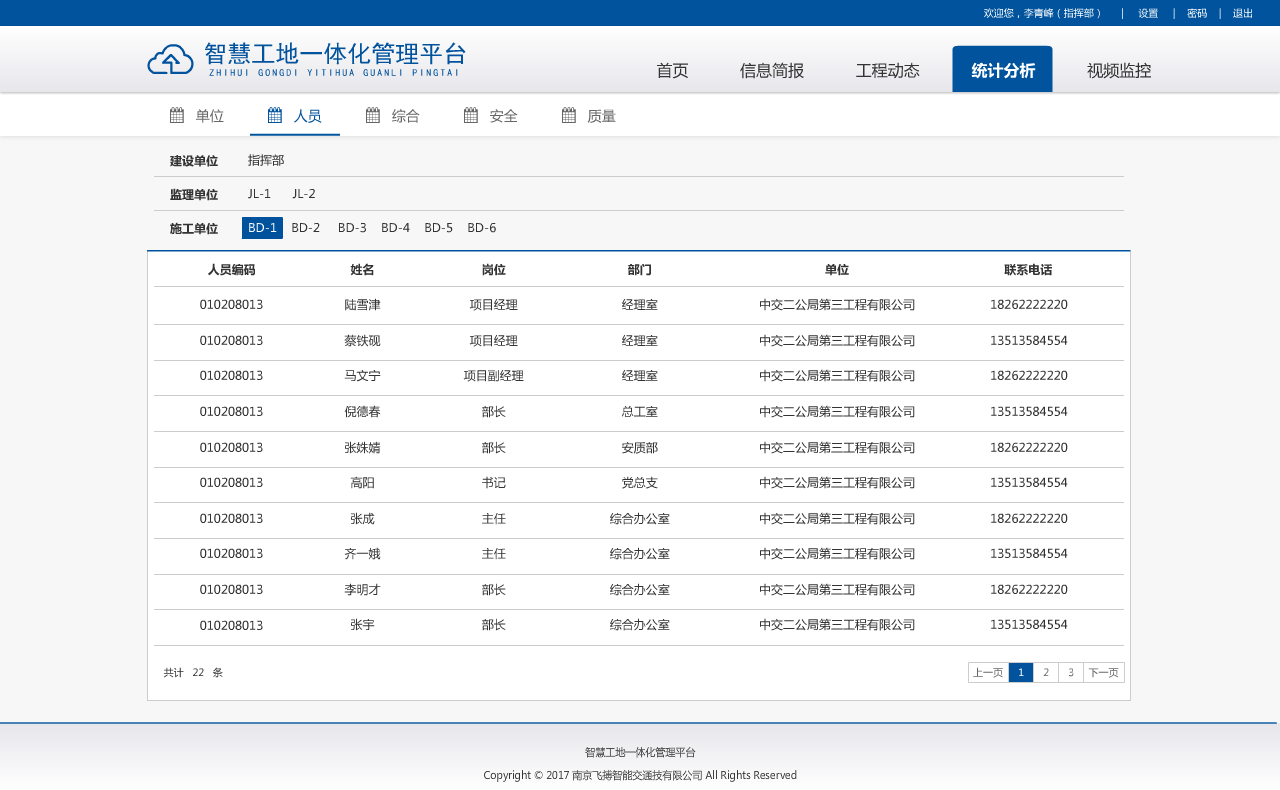 欢迎您，李青峰（指挥部） | 设置 | 密码 | 退出
智慧工地一体化管理平台
ZHIHUI GONGDI YITIHUA GUANLI PINGTAI
首页 信息简报 工程动态 统计分析 视频监控
单位 人员 综合 安全 质量
建设单位 指挥部
监理单位 JL-1 JL-2
施工单位 BD-1 BD-2 BD-3 BD-4 BD-5 BD-6
人员编码 姓名 岗位 部门 单位 联系电话
010208013 陆雪津 项目经理 经理室 中交二公局第三工程有限公司 18262222220
010208013 蔡铁砚 项目经理 经理室 中交二公局第三工程有限公司 13513584554
010208013 马文宁 项目副经理 经理室 中交二公局第三工程有限公司 18262222220
010208013 倪德春 部长 总工室 中交二公局第三工程有限公司 13513584554
010208013 张姝婧 部长 安质部 中交二公局第三工程有限公司 18262222220
010208013 高阳 书记 党总支 中交二公局第三工程有限公司 13513584554
010208013 张成 主任 综合办公室 中交二公局第三工程有限公司 18262222220
010208013 齐一娥 主任 综合办公室 中交二公局第三工程有限公司 13513584554
010208013 李明才 部长 综合办公室 中交二公局第三工程有限公司 18262222220
010208013 张宇 部长 综合办公室 中交二公局第三工程有限公司 13513584554
共计 22 条 上一页 1 2 3 下一页
智慧工地一体化管理平台
Copyright © 2017 南京飞搏智能交通技有限公司 All Rights Reserved